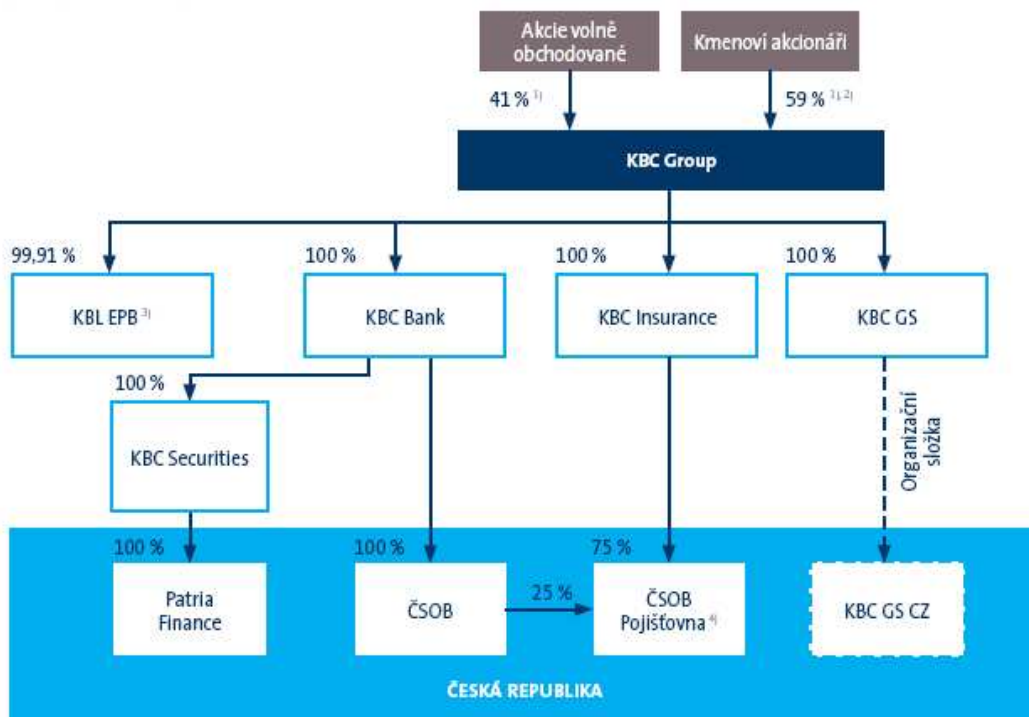 Akcie volně
obchodované
Kmenoví akcionáři
41 % 1)
59 % 1), 2)
KBC Group
99,91 %
100 %
100 %
100 %
KBL EPB 3)
KBC Bank
KBC Insurance
KBC GS
100 %
KBC Securities
Organizační
složka
100 %
100 %
75 %
Patria
Finance
ČSOB
25 %
ČSOB
Pojišťovna 4)
KBC GS CZ
ČESKÁ REPUBLIKA